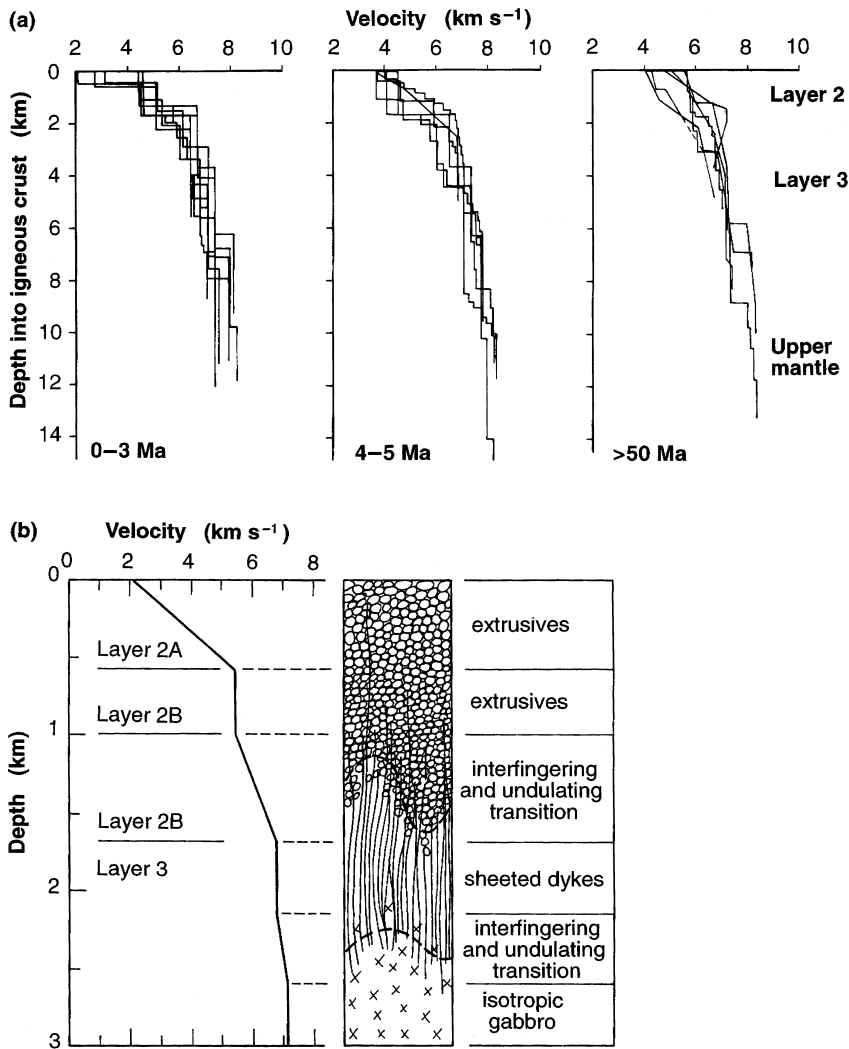 (a)
Velocity (km s⁻¹)
2 4 6 8 10
2 4 6 8 10
2 4 6 8 10
Depth into igneous crust (km)
0
2
4
6
8
10
12
14
0–3 Ma
4–5 Ma
>50 Ma
Layer 2
Layer 3
Upper
mantle
(b)
Velocity (km s⁻¹)
0 2 4 6 8
Depth (km)
0
1
2
3
Layer 2A
Layer 2B
Layer 2B
Layer 3
extrusives
extrusives
interfingering
and undulating
transition
sheeted dykes
interfingering
and undulating
transition
isotropic
gabbro